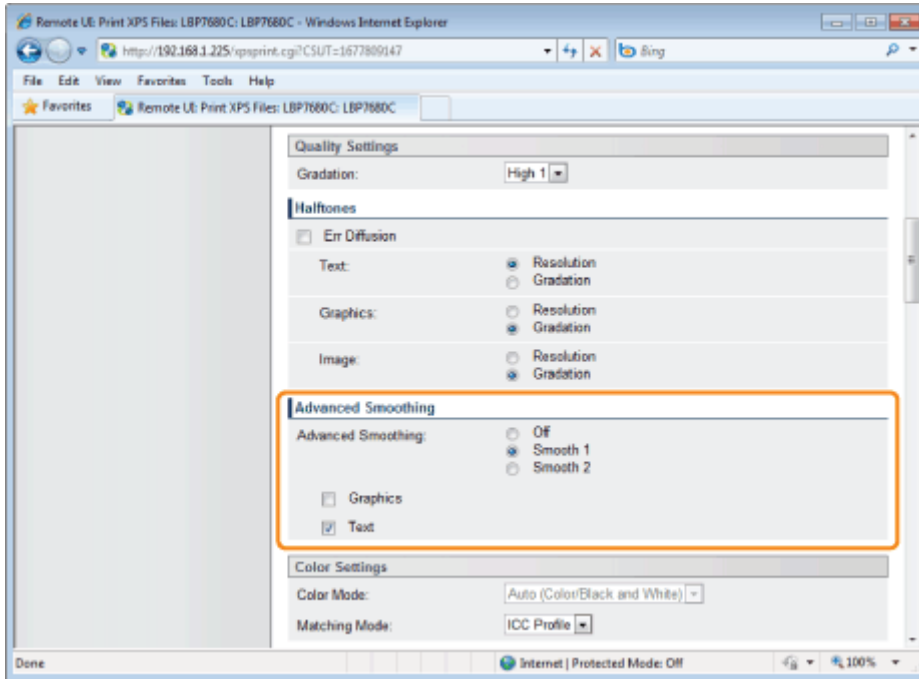 Remote UI: Print XPS Files: LBP7680C: LBP7680C - Windows Internet Explorer
http://192.168.1.225/xpsprint.cgi?CSUT=1677809147
Bing
File Edit View Favorites Tools Help
Favorites
Remote UI: Print XPS Files: LBP7680C: LBP7680C
Quality Settings
Gradation: High 1
Halftones
Err Diffusion
Text: Resolution
Gradation
Graphics: Resolution
Gradation
Image: Resolution
Gradation
Advanced Smoothing
Advanced Smoothing: Off
Smooth 1
Smooth 2
Graphics
Text
Color Settings
Color Mode: Auto (Color/Black and White)
Matching Mode: ICC Profile
Done Internet | Protected Mode: Off 100%